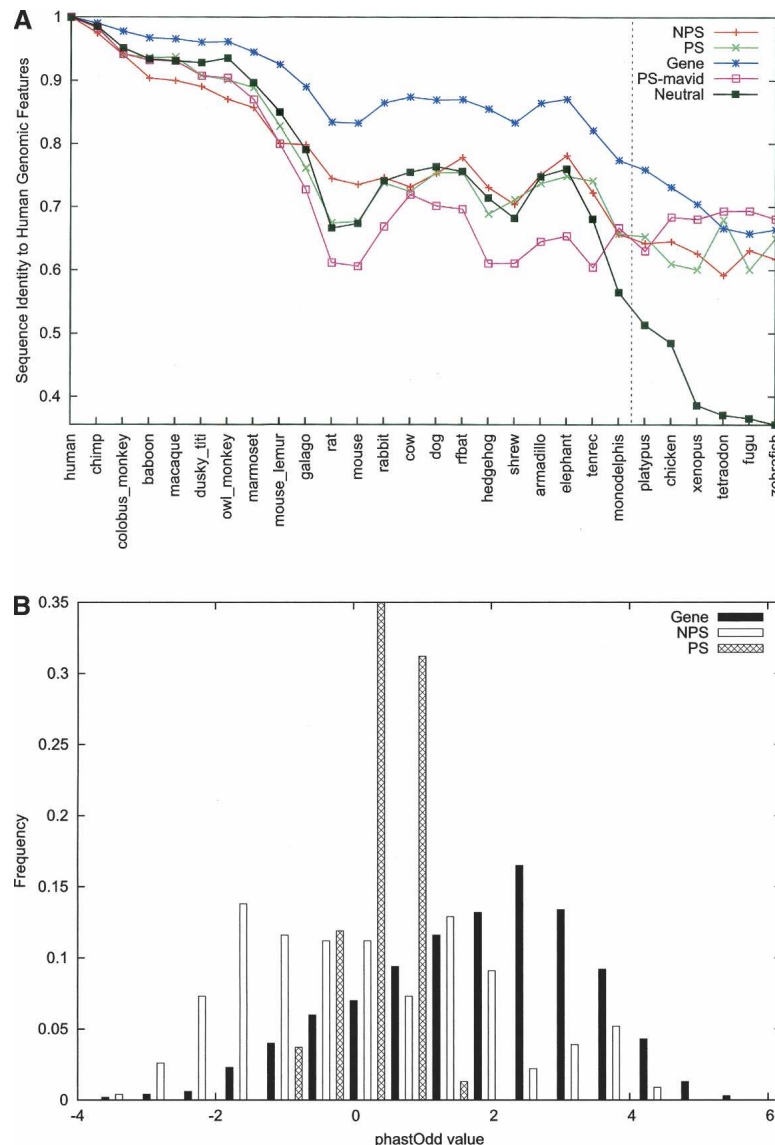 A
Sequence Identity to Human Genomic Features
1
0.9
0.8
0.7
0.6
0.5
0.4
NPS
PS
Gene
PS-mavid
Neutral
human
chimp
colobus_monkey
baboon
macaque
dusky_titi
owl_monkey
marmoset
mouse_lemur
galago
rat
mouse
rabbit
cow
dog
rfbat
hedgehog
shrew
armadillo
elephant
tenrec
monodelphis
platypus
chicken
xenopus
tetraodon
fugu
zebrafish
B
Frequency
0.35
0.3
0.25
0.2
0.15
0.1
0.05
0
Gene
NPS
PS
-4
-2
0
2
4
6
phastOdd value